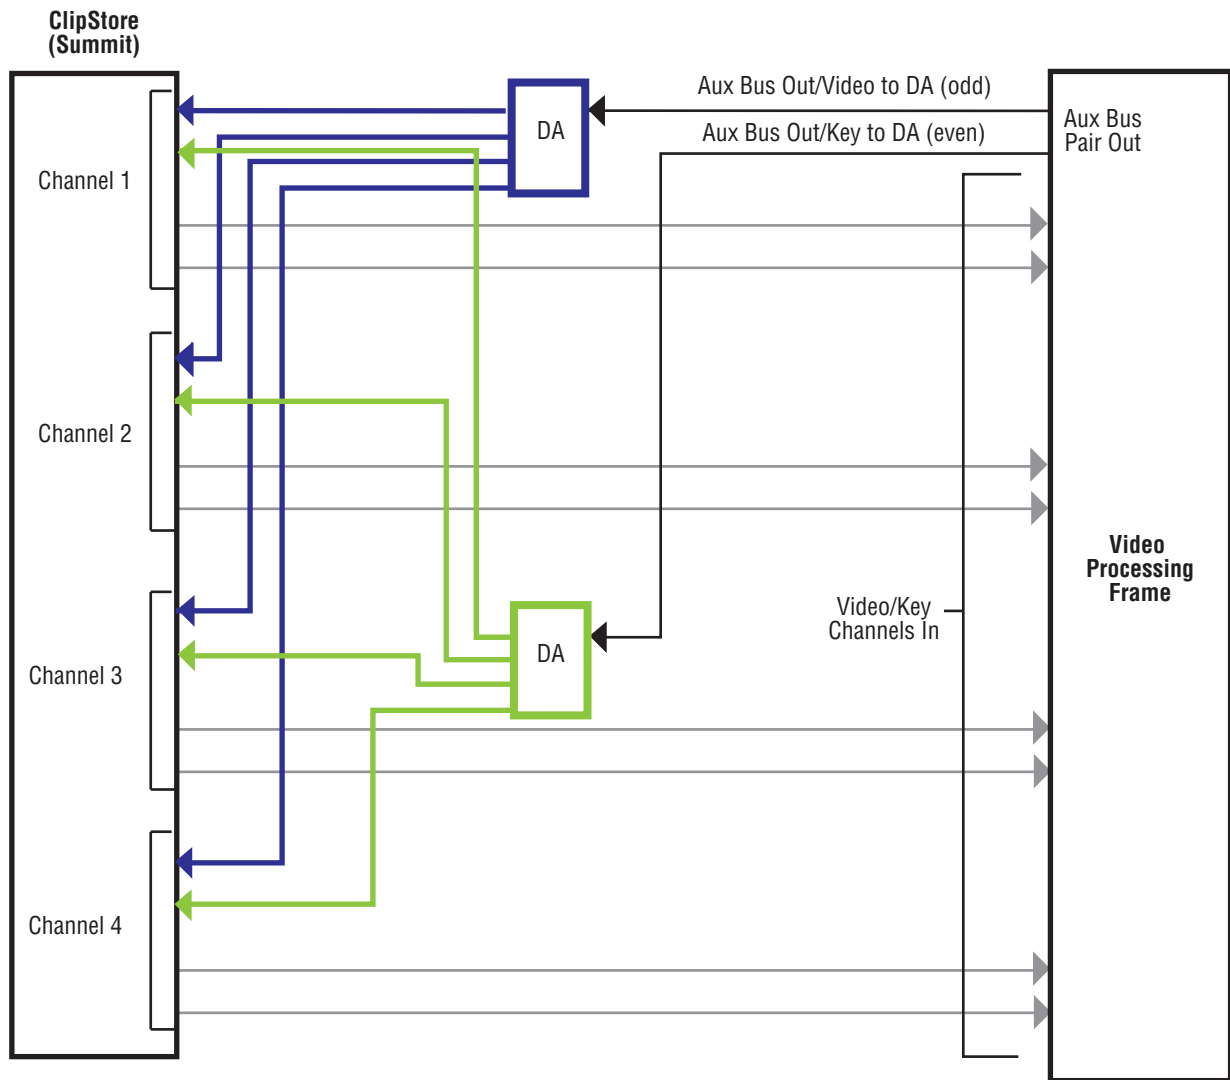 ClipStore
(Summit)
Aux Bus Out/Video to DA (odd)
DA
Aux Bus
Pair Out
Aux Bus Out/Key to DA (even)
Channel 1
Channel 2
Video
Processing
Frame
Video/Key
Channels In
DA
Channel 3
Channel 4